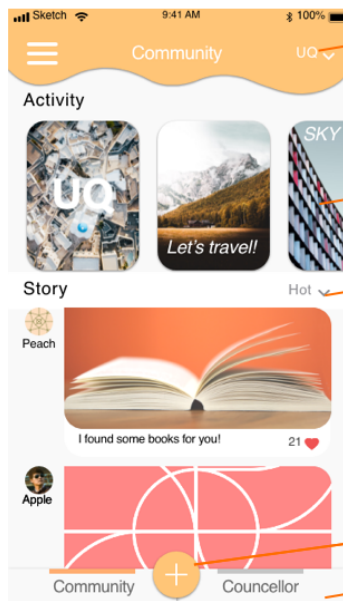 Sketch 9:41 AM 100%
Community UQ
Activity
UQ
Let's travel!
SKY
Story Hot
Peach
I found some books for you! 21
Apple
+
Community Councellor